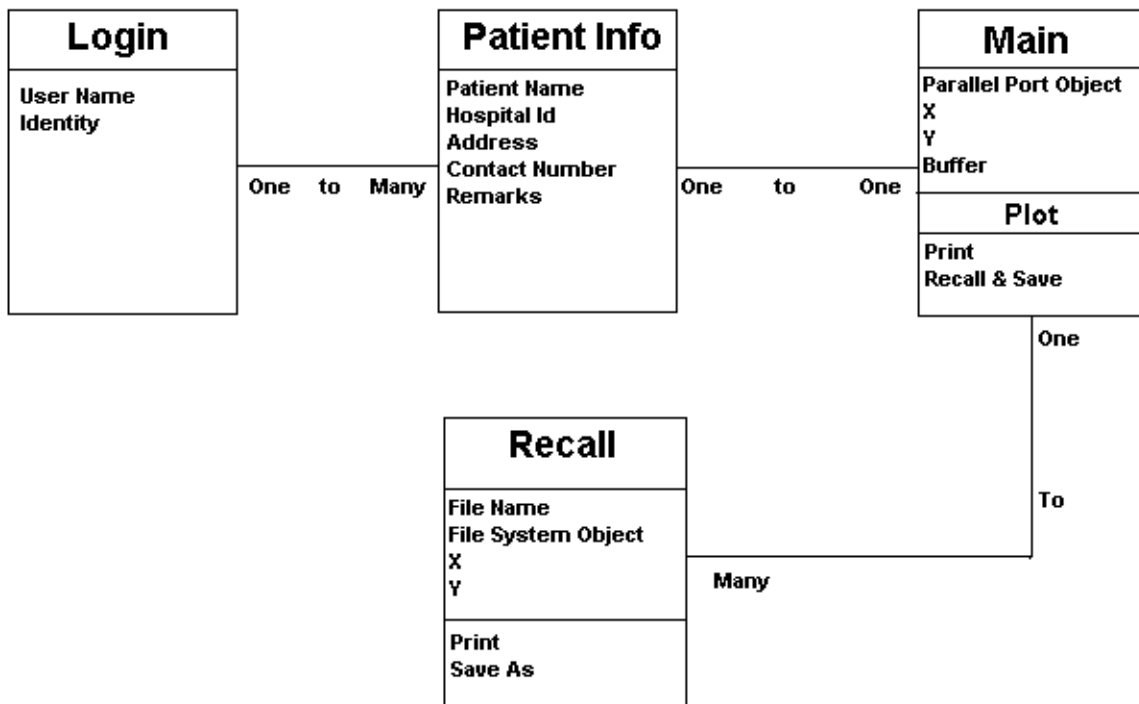 Login
User Name
Identity
One to Many
Patient Info
Patient Name
Hospital Id
Address
Contact Number
Remarks
One to One
Main
Parallel Port Object
X
Y
Buffer
Plot
Print
Recall & Save
One
To
Many
Recall
File Name
File System Object
X
Y
Print
Save As